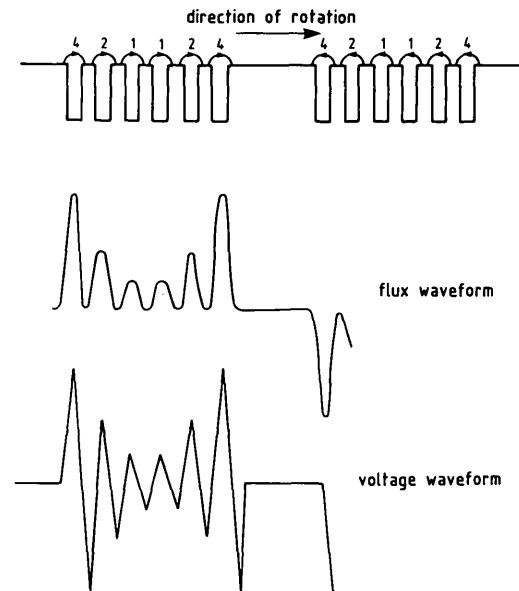 direction of rotation
4 2 1 1 2 4 4 2 1 1 2 4
flux waveform
voltage waveform